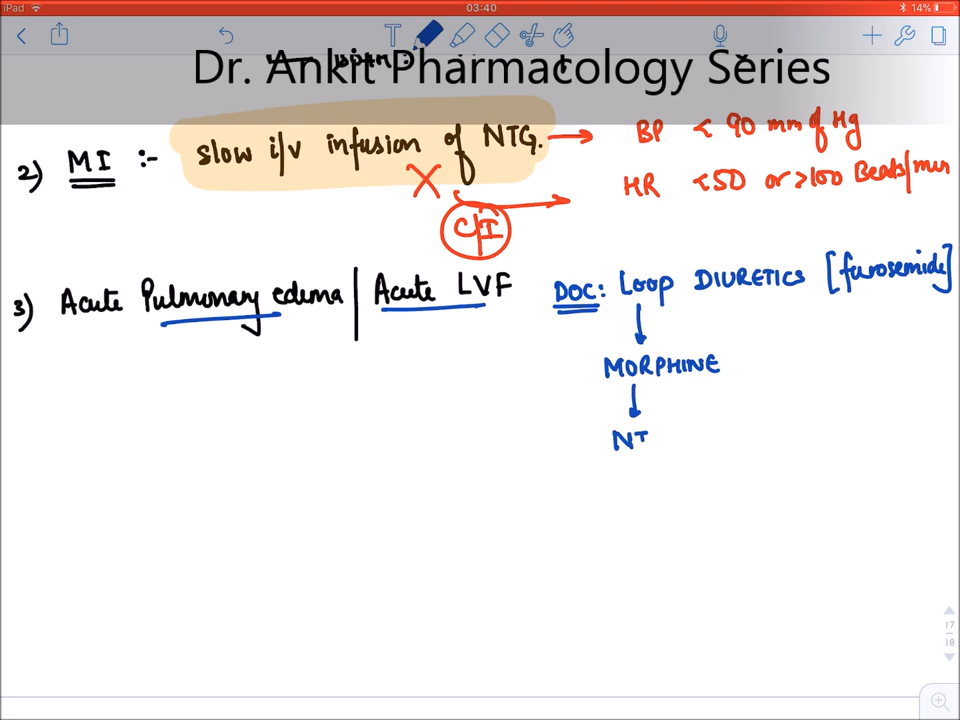 iPad 03:40 14%
T
Dr. Ankit Pharmacology Series
2) MI :- slow i/v infusion of NTG. → BP < 90 mm of Hg
X C/I → HR <50 or >100 Beats/min
3) Acute Pulmonary edema | Acute LVF DOC: Loop DIURETICS [furosemide]
↓
MORPHINE
↓
NT
17
18